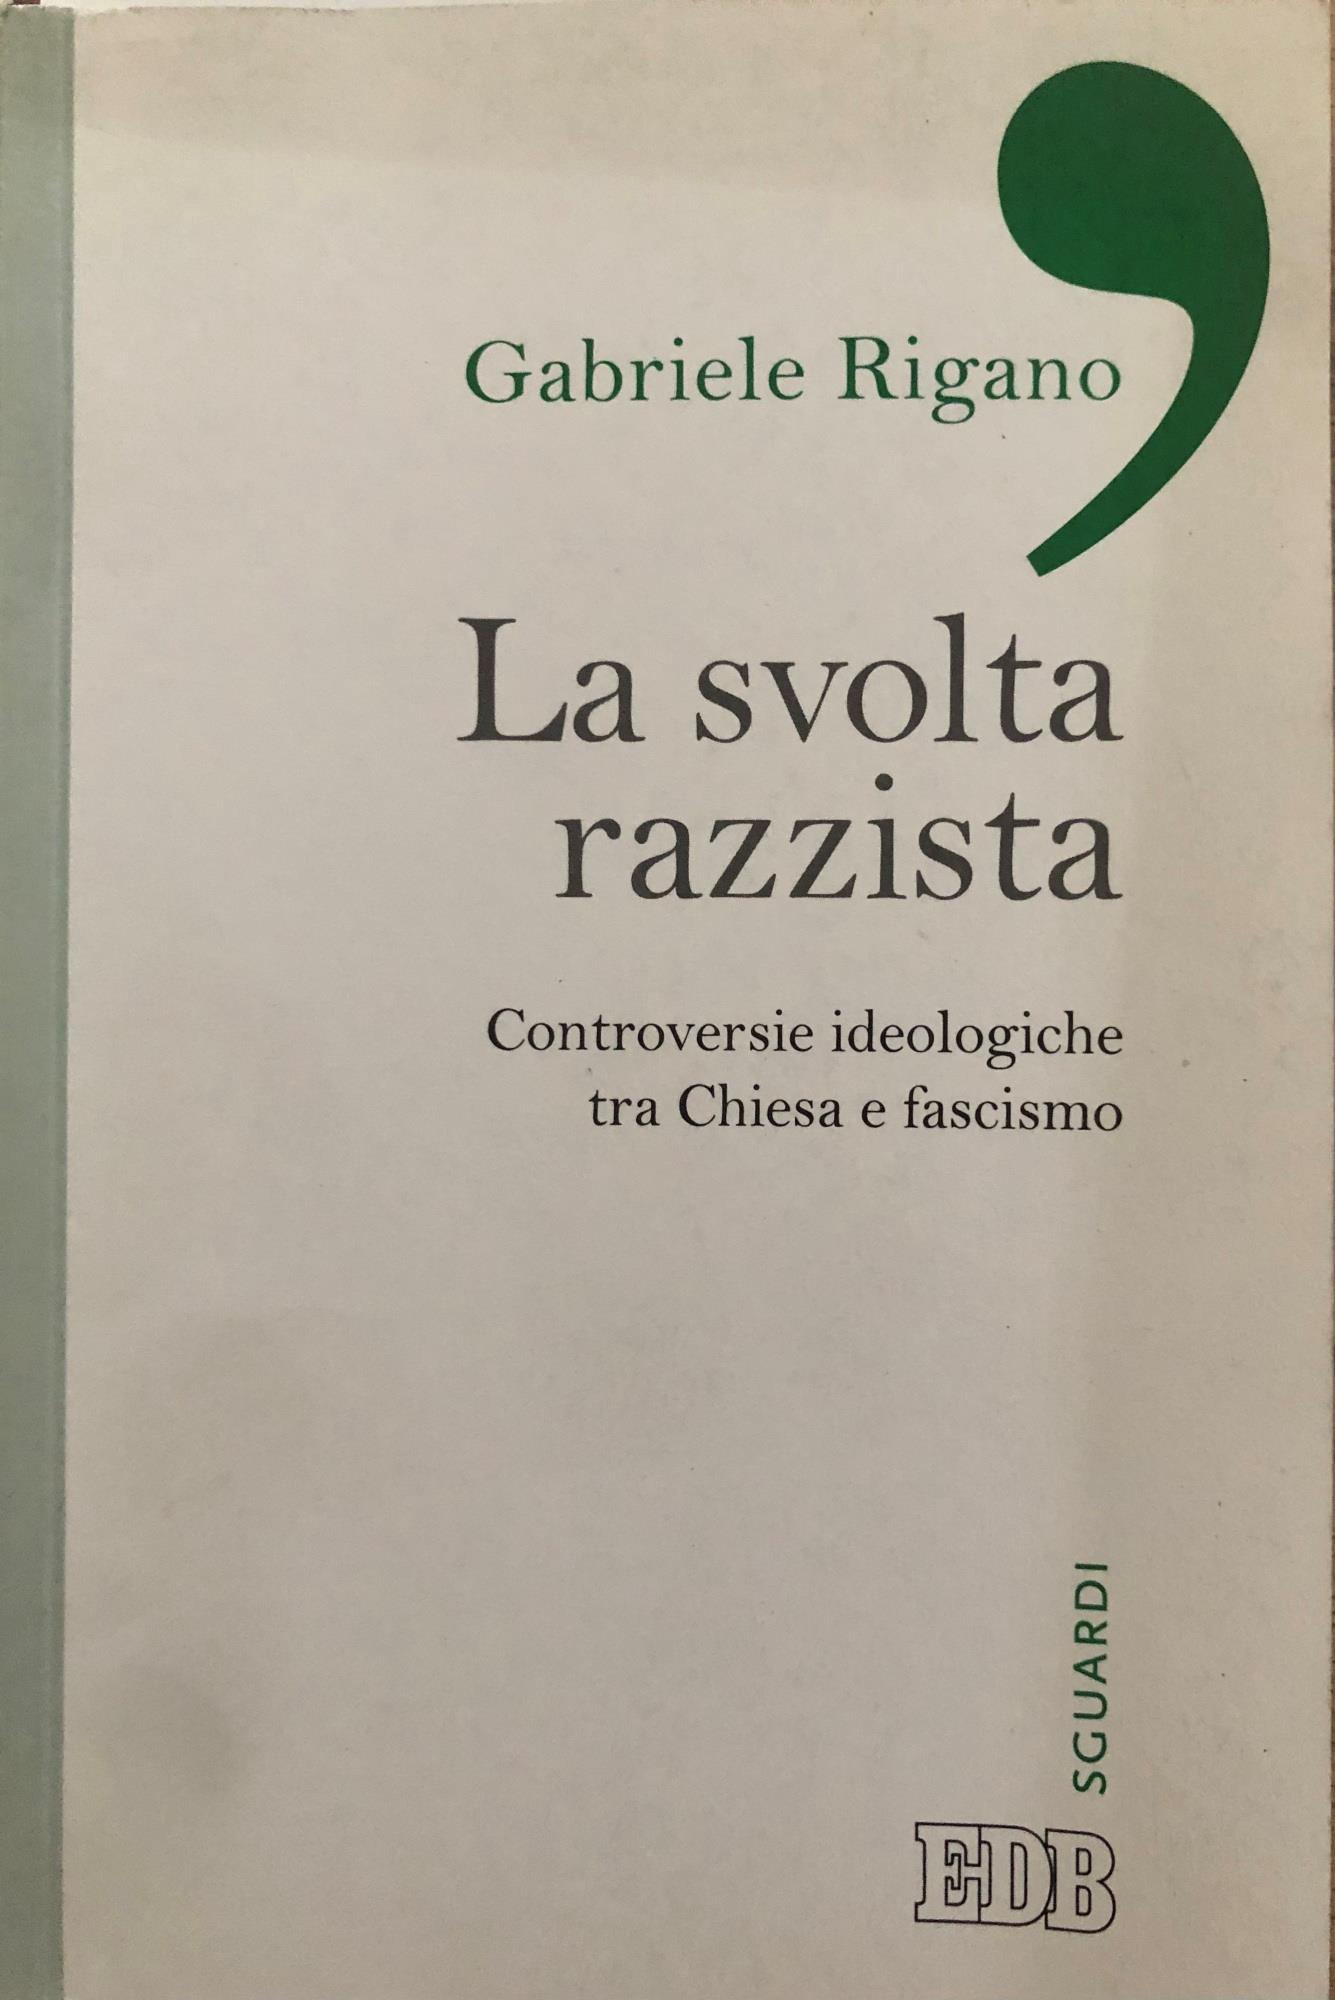 Gabriele Rigano
La svolta
razzista
Controversie ideologiche
tra Chiesa e fascismo
SGUARDI
EDB